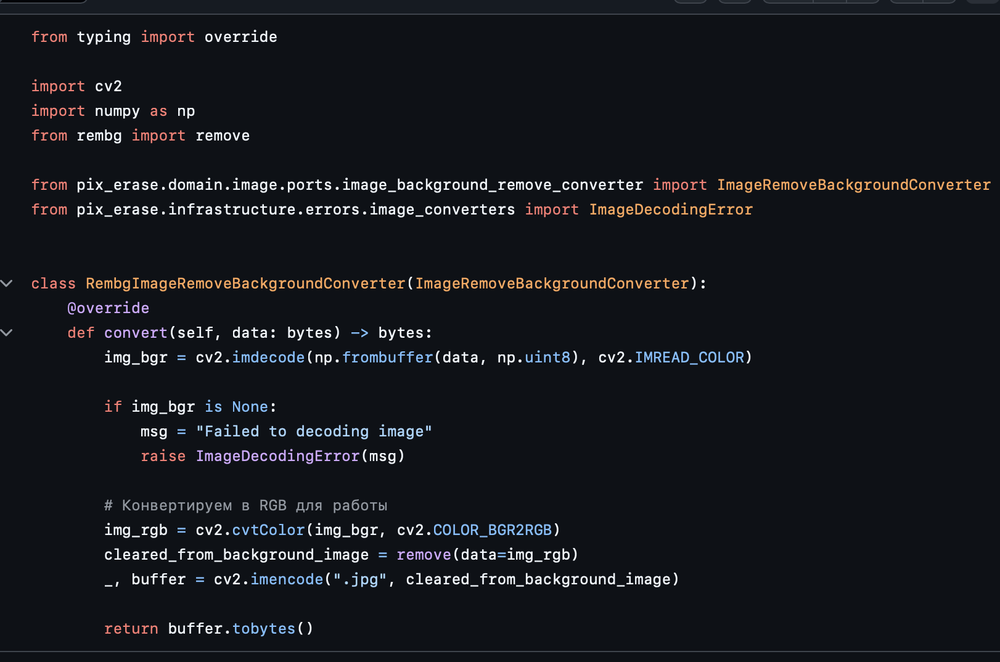 from typing import override
import cv2
import numpy as np
from rembg import remove
from pix_erase.domain.image.ports.image_background_remove_converter import ImageRemoveBackgroundConverter
from pix_erase.infrastructure.errors.image_converters import ImageDecodingError
class RembgImageRemoveBackgroundConverter(ImageRemoveBackgroundConverter):
@override
def convert(self, data: bytes) -> bytes:
img_bgr = cv2.imdecode(np.frombuffer(data, np.uint8), cv2.IMREAD_COLOR)
if img_bgr is None:
msg = "Failed to decoding image"
raise ImageDecodingError(msg)
# Конвертируем в RGB для работы
img_rgb = cv2.cvtColor(img_bgr, cv2.COLOR_BGR2RGB)
cleared_from_background_image = remove(data=img_rgb)
_, buffer = cv2.imencode(".jpg", cleared_from_background_image)
return buffer.tobytes()